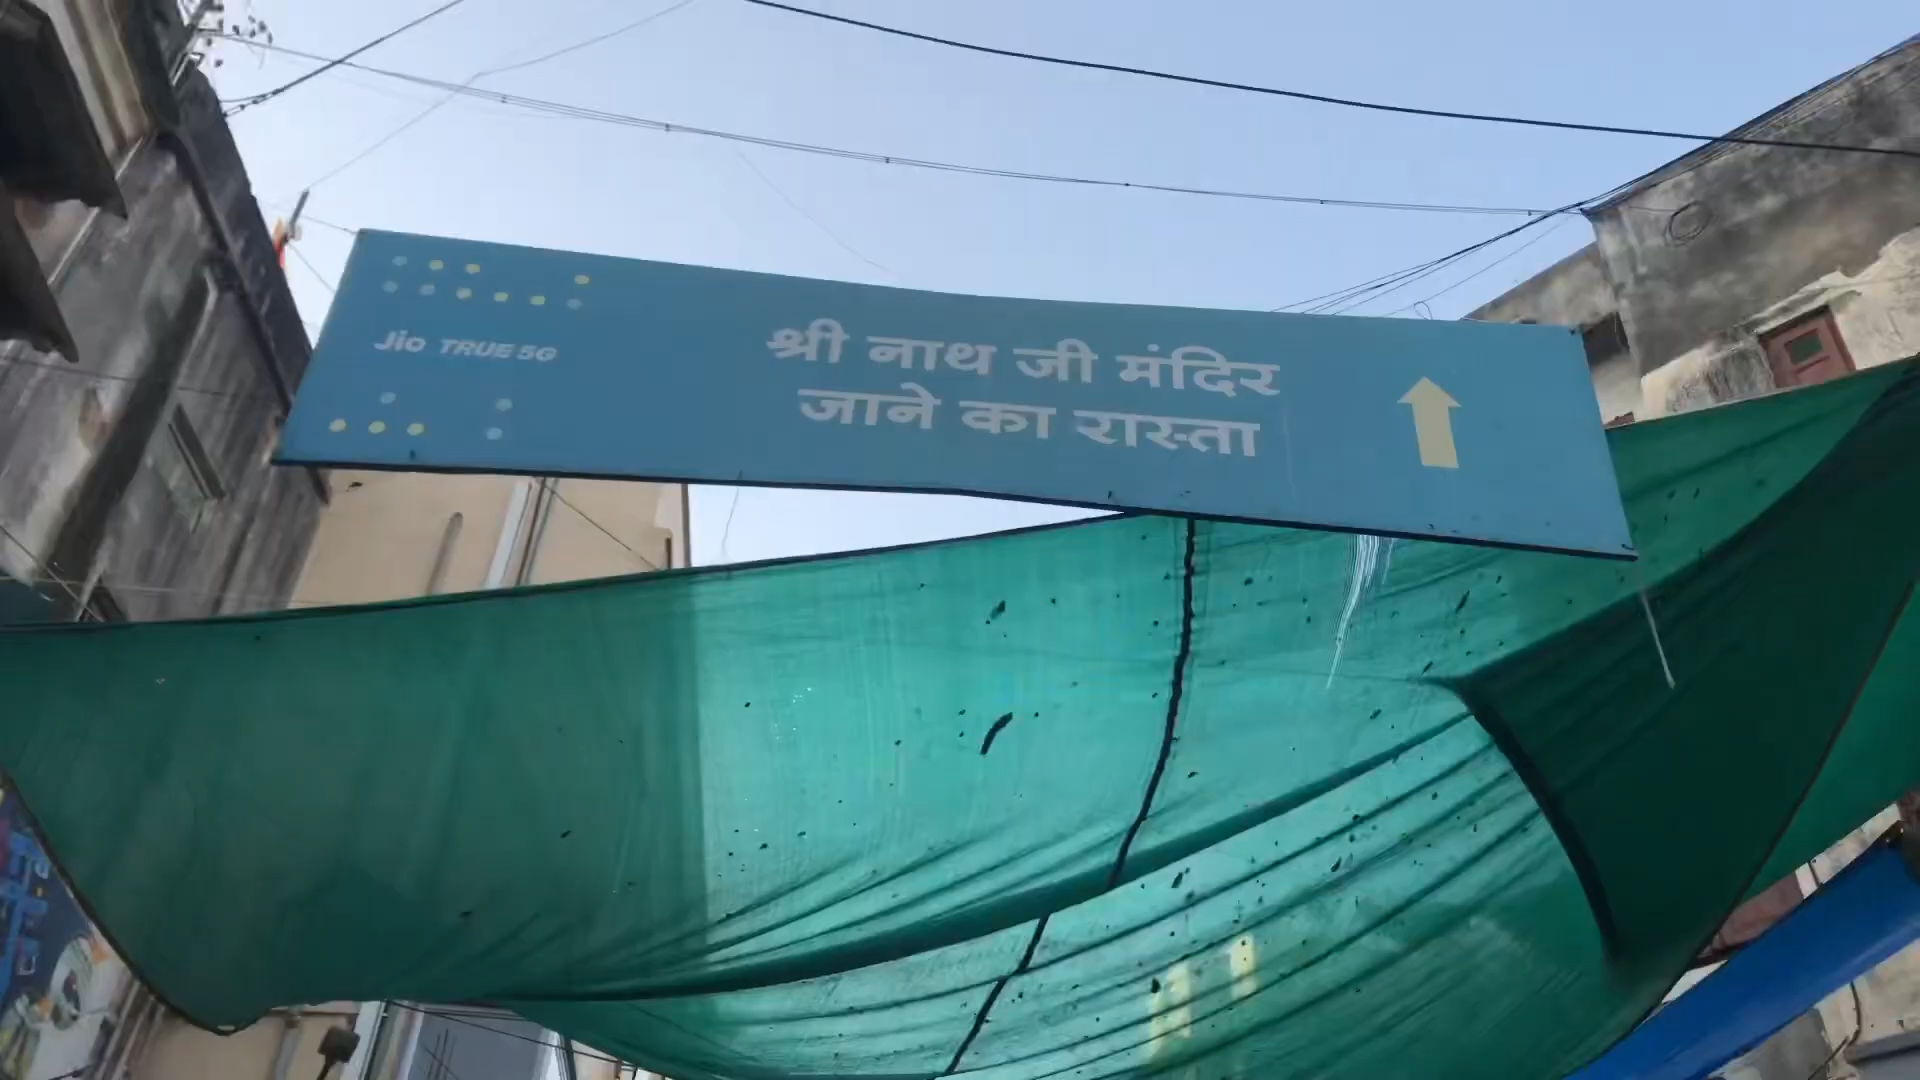 Jio TRUE 5G
श्री नाथ जी मंदिर
जाने का रास्ता